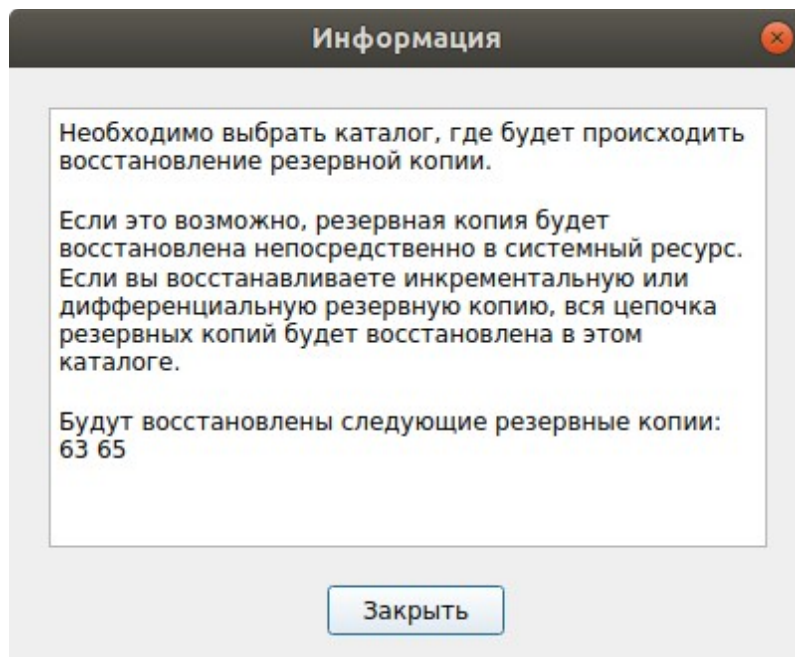 Информация
Необходимо выбрать каталог, где будет происходить
восстановление резервной копии.
Если это возможно, резервная копия будет
восстановлена непосредственно в системный ресурс.
Если вы восстанавливаете инкрементальную или
дифференциальную резервную копию, вся цепочка
резервных копий будет восстановлена в этом
каталоге.
Будут восстановлены следующие резервные копии:
63 65
Закрыть